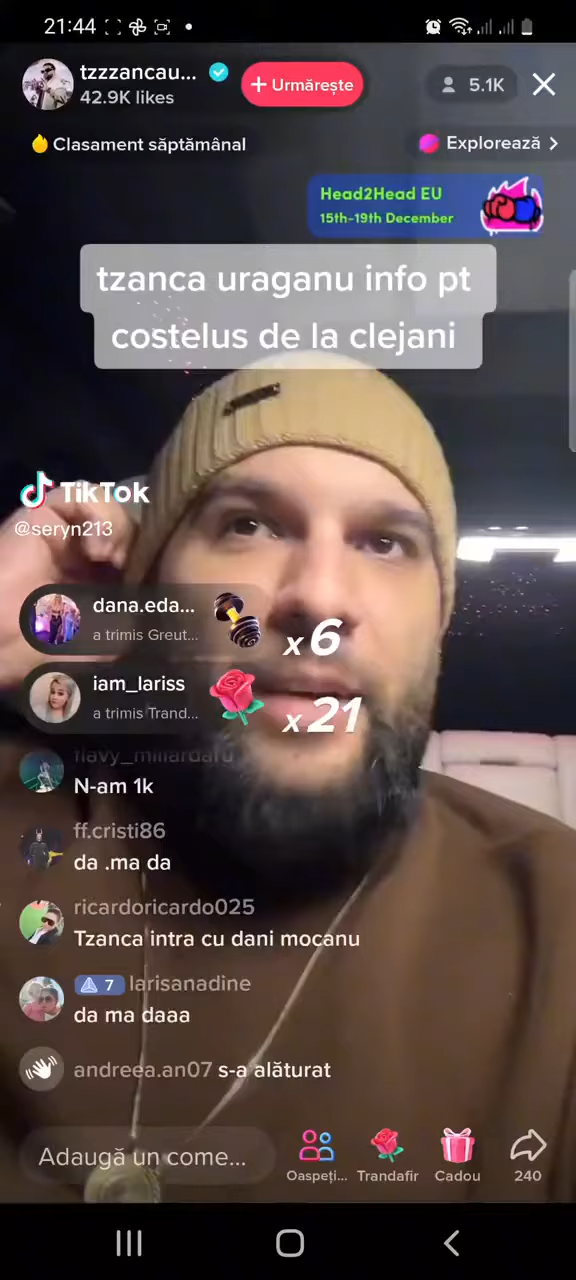 21:44
tzzzancau...
42.9K likes
+ Urmărește
5.1K
Clasament săptămânal
Explorează >
Head2Head EU
15th-19th December
tzanca uraganu info pt
costelus de la clejani
TikTok
@seryn213
dana.eda...
a trimis Greut...
x6
iam_lariss
a trimis Trand...
x21
flavy_miliardaru
N-am 1k
ff.cristi86
da .ma da
ricardoricardo025
Tzanca intra cu dani mocanu
7 larisanadine
da ma daaa
andreea.an07 s-a alăturat
Adaugă un come...
Oaspeți...
Trandafir
Cadou
240